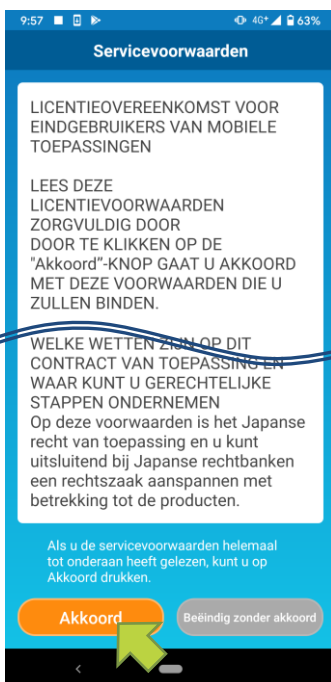 9:57 4G+ 63%
Servicevoorwaarden
LICENTIEOVEREENKOMST VOOR
EINDGEBRUIKERS VAN MOBIELE
TOEPASSINGEN
LEES DEZE
LICENTIEVOORWAARDEN
ZORGVULDIG DOOR
DOOR TE KLIKKEN OP DE
"Akkoord"-KNOP GAAT U AKKOORD
MET DEZE VOORWAARDEN DIE U
ZULLEN BINDEN.
WELKE WETTEN ZIJN OP DIT
CONTRACT VAN TOEPASSING EN
WAAR KUNT U GERECHTELIJKE
STAPPEN ONDERNEMEN
Op deze voorwaarden is het Japanse
recht van toepassing en u kunt
uitsluitend bij Japanse rechtbanken
een rechtszaak aanspannen met
betrekking tot de producten.
Als u de servicevoorwaarden helemaal
tot onderaan heeft gelezen, kunt u op
Akkoord drukken.
Akkoord Beëindig zonder akkoord